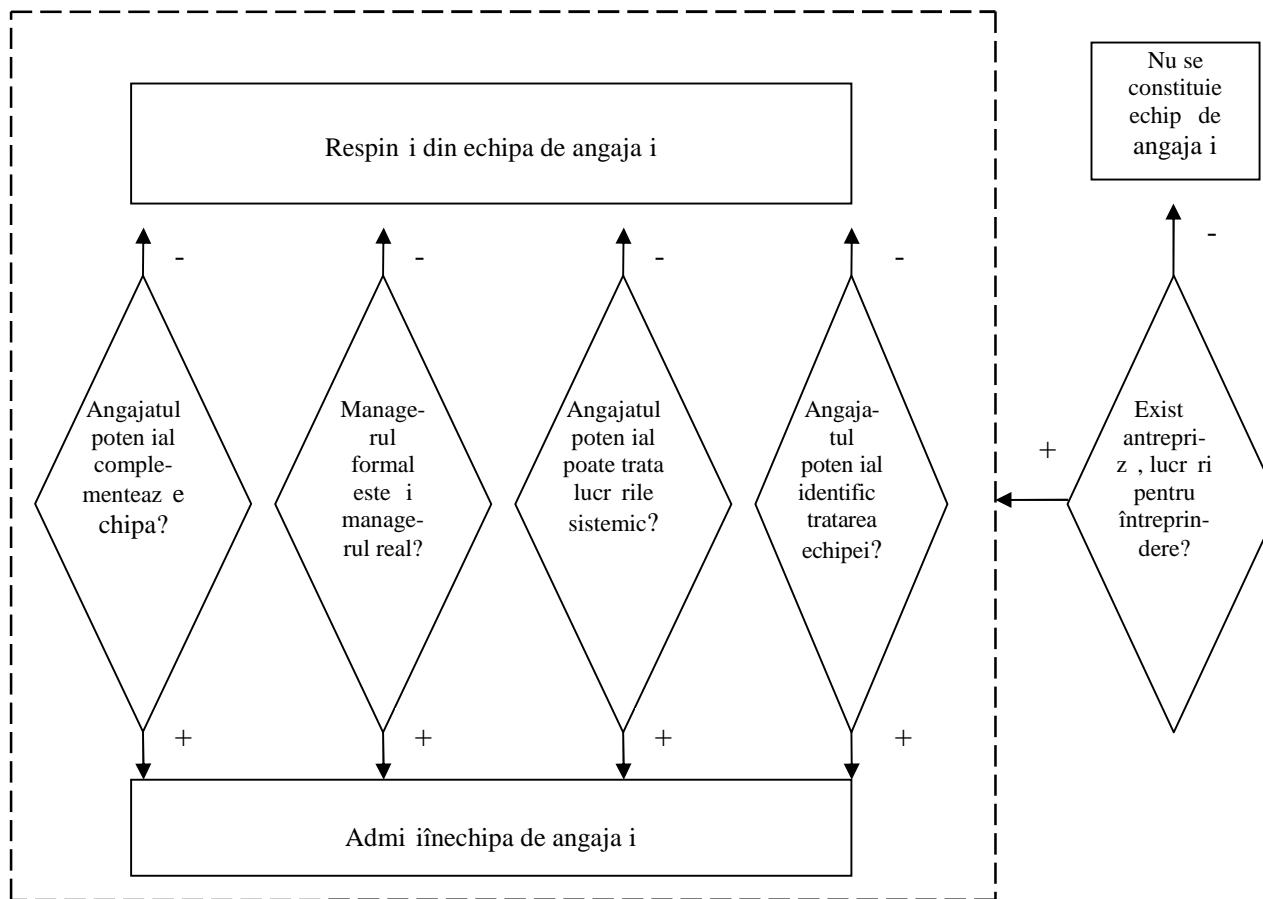 Nu se
constituie
echip de
angaja i
Respin i din echipa de angaja i
-
-
-
-
-
Angajatul
poten ial
comple-
menteaz e
chipa?
Manage-
rul
formal
este i
manage-
rul real?
Angajatul
poten ial
poate trata
lucr rile
sistemic?
Angaja-
tul
poten ial
identific
tratarea
echipei?
Exist
antrepri-
z , lucr ri
pentru
întreprin-
dere?
+
+
+
+
+
Admi iînechipa de angaja i